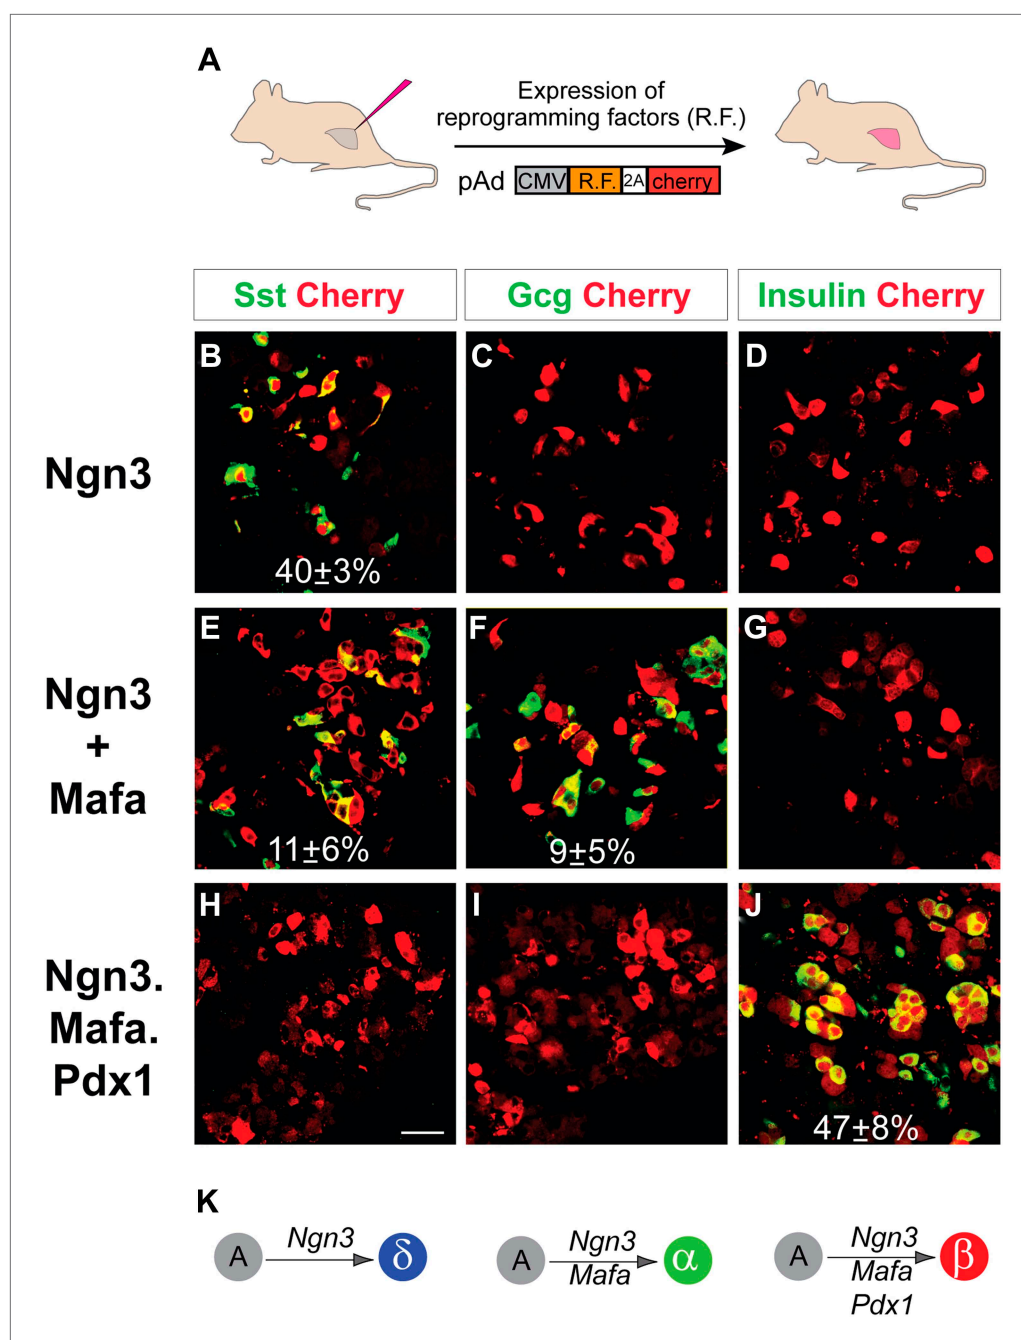 A
Expression of
reprogramming factors (R.F.)
pAd CMV R.F. 2A cherry
Sst Cherry
Gcg Cherry
Insulin Cherry
Ngn3
B
40±3%
C
D
Ngn3
+
Mafa
E
11±6%
F
9±5%
G
Ngn3.
Mafa.
Pdx1
H
I
J
47±8%
K
A
Ngn3
δ
A
Ngn3
Mafa
α
A
Ngn3
Mafa
Pdx1
β